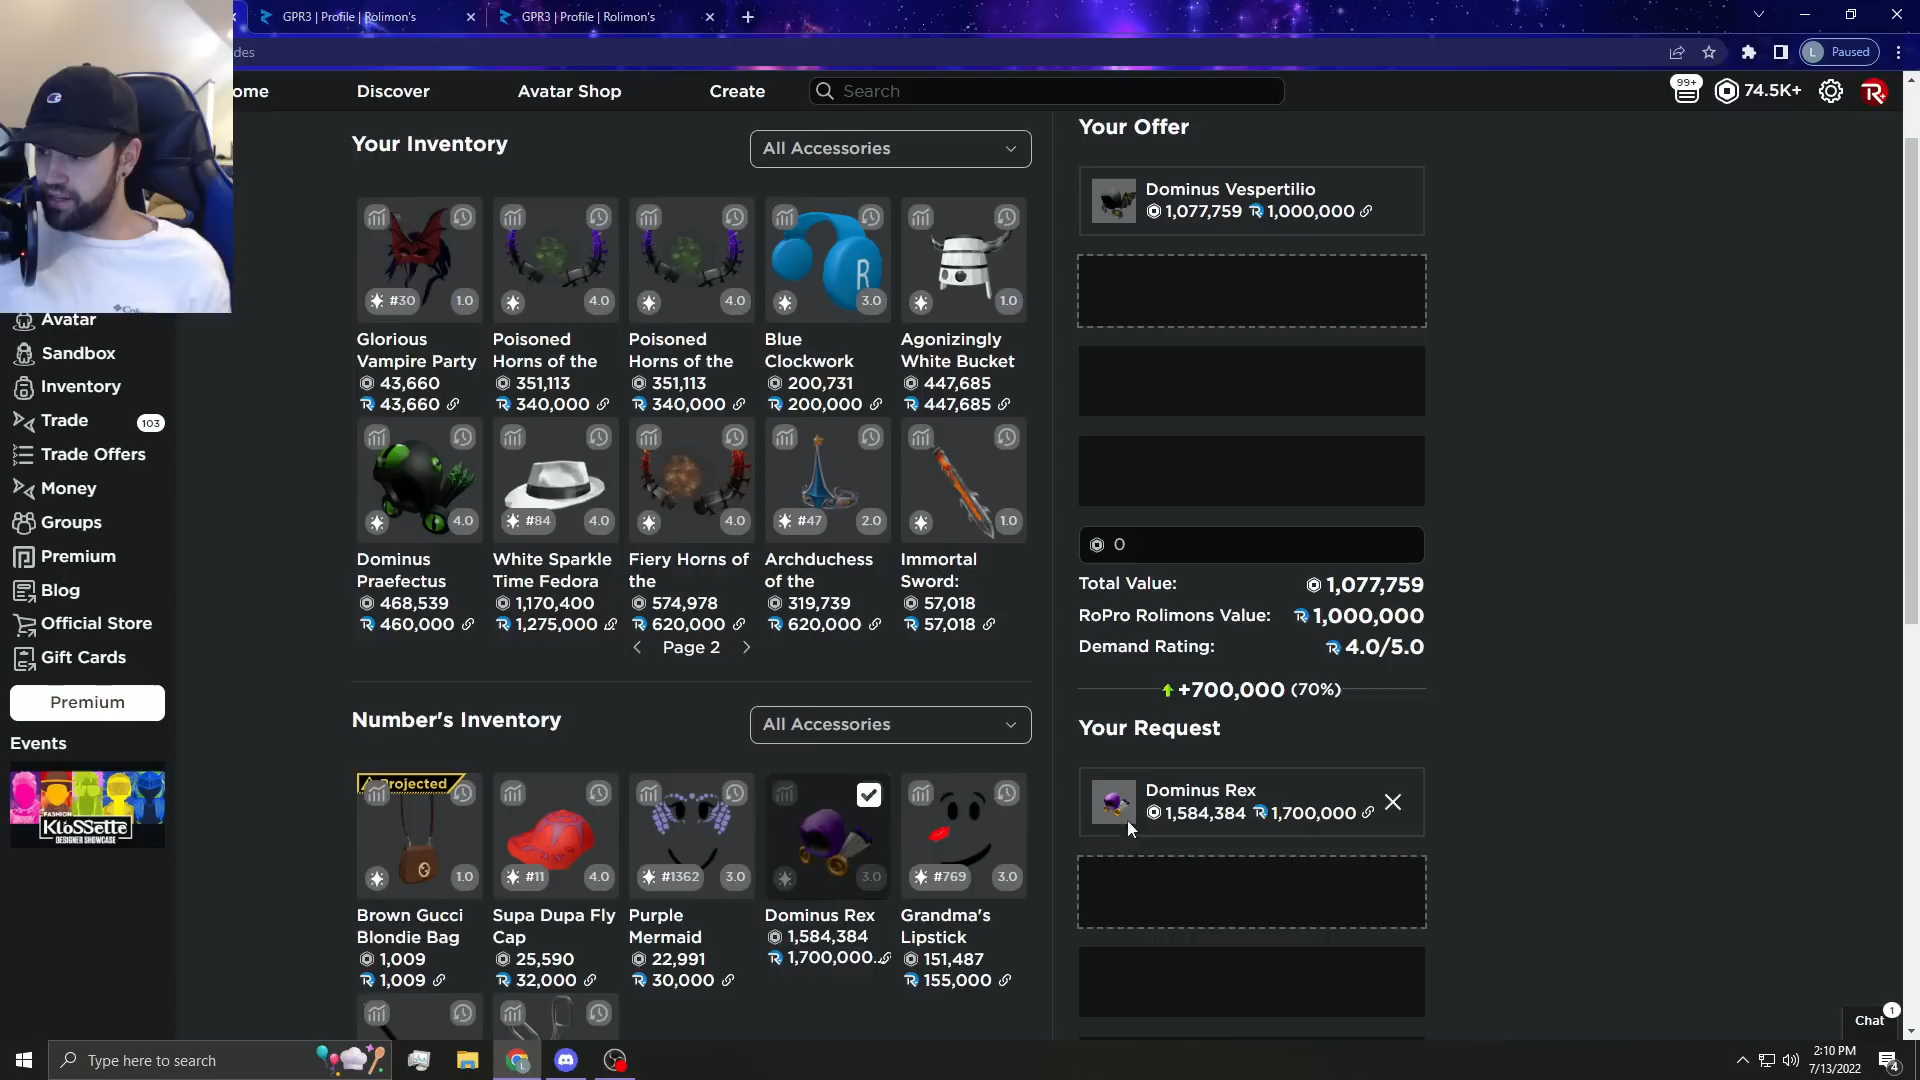 GPR3 | Profile | Rolimon's
GPR3 | Profile | Rolimon's
des
Paused
ome
Discover
Avatar Shop
Create
Search
99+
74.5K+
Your Inventory
All Accessories
#30 1.0
4.0
4.0
3.0
1.0
Glorious Vampire Party
43,660
43,660
Poisoned Horns of the
351,113
340,000
Poisoned Horns of the
351,113
340,000
Blue Clockwork
200,731
200,000
Agonizingly White Bucket
447,685
447,685
4.0
#84 4.0
4.0
#47 2.0
1.0
Dominus Praefectus
468,539
460,000
White Sparkle Time Fedora
1,170,400
1,275,000
Fiery Horns of the
574,978
620,000
Archduchess of the
319,739
620,000
Immortal Sword:
57,018
57,018
Page 2
Number's Inventory
All Accessories
Projected
1.0
#11 4.0
#1362 3.0
3.0
#769 3.0
Brown Gucci Blondie Bag
1,009
1,009
Supa Dupa Fly Cap
25,590
32,000
Purple Mermaid
22,991
30,000
Dominus Rex
1,584,384
1,700,000...
Grandma's Lipstick
151,487
155,000
Your Offer
Dominus Vespertilio
1,077,759 1,000,000
0
Total Value: 1,077,759
RoPro Rolimons Value: 1,000,000
Demand Rating: 4.0/5.0
+700,000 (70%)
Your Request
Dominus Rex
1,584,384 1,700,000
Avatar
Sandbox
Inventory
Trade 103
Trade Offers
Money
Groups
Premium
Blog
Official Store
Gift Cards
Premium
Events
FASHION
KLOSSETTE
DESIGNER SHOWCASE
Chat 1
Type here to search
2:10 PM
7/13/2022
4